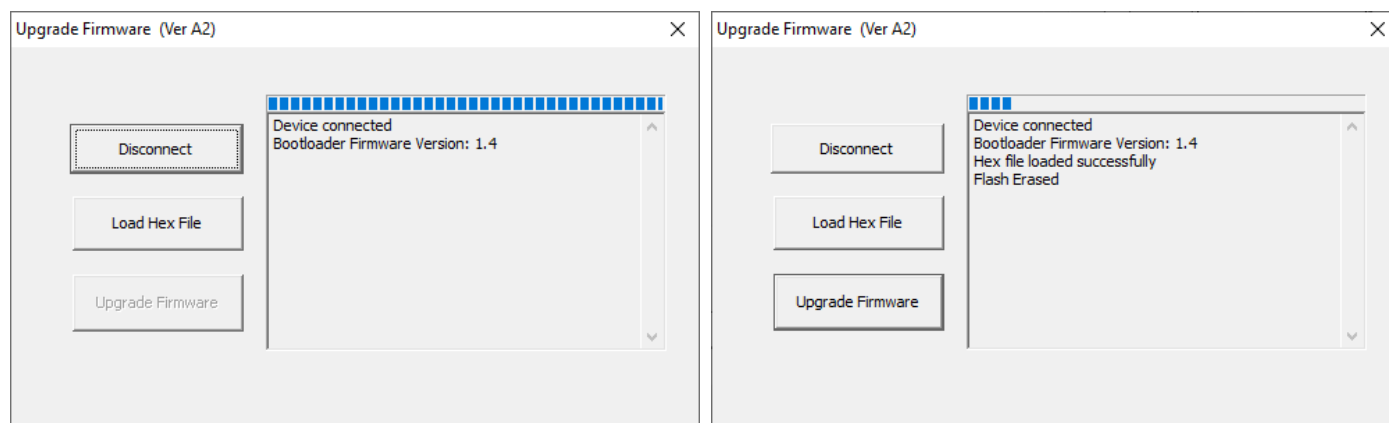 Upgrade Firmware (Ver A2)
Disconnect
Load Hex File
Upgrade Firmware
Device connected
Bootloader Firmware Version: 1.4
Upgrade Firmware (Ver A2)
Disconnect
Load Hex File
Upgrade Firmware
Device connected
Bootloader Firmware Version: 1.4
Hex file loaded successfully
Flash Erased